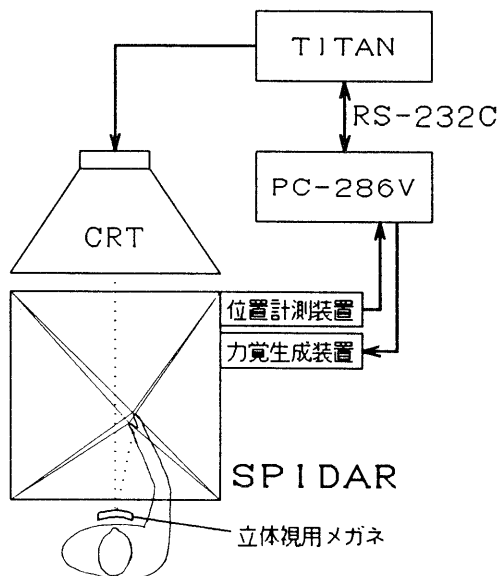 TITAN
RS-232C
PC-286V
CRT
位置計測装置
力覚生成装置
SPIDAR
立体視用メガネ